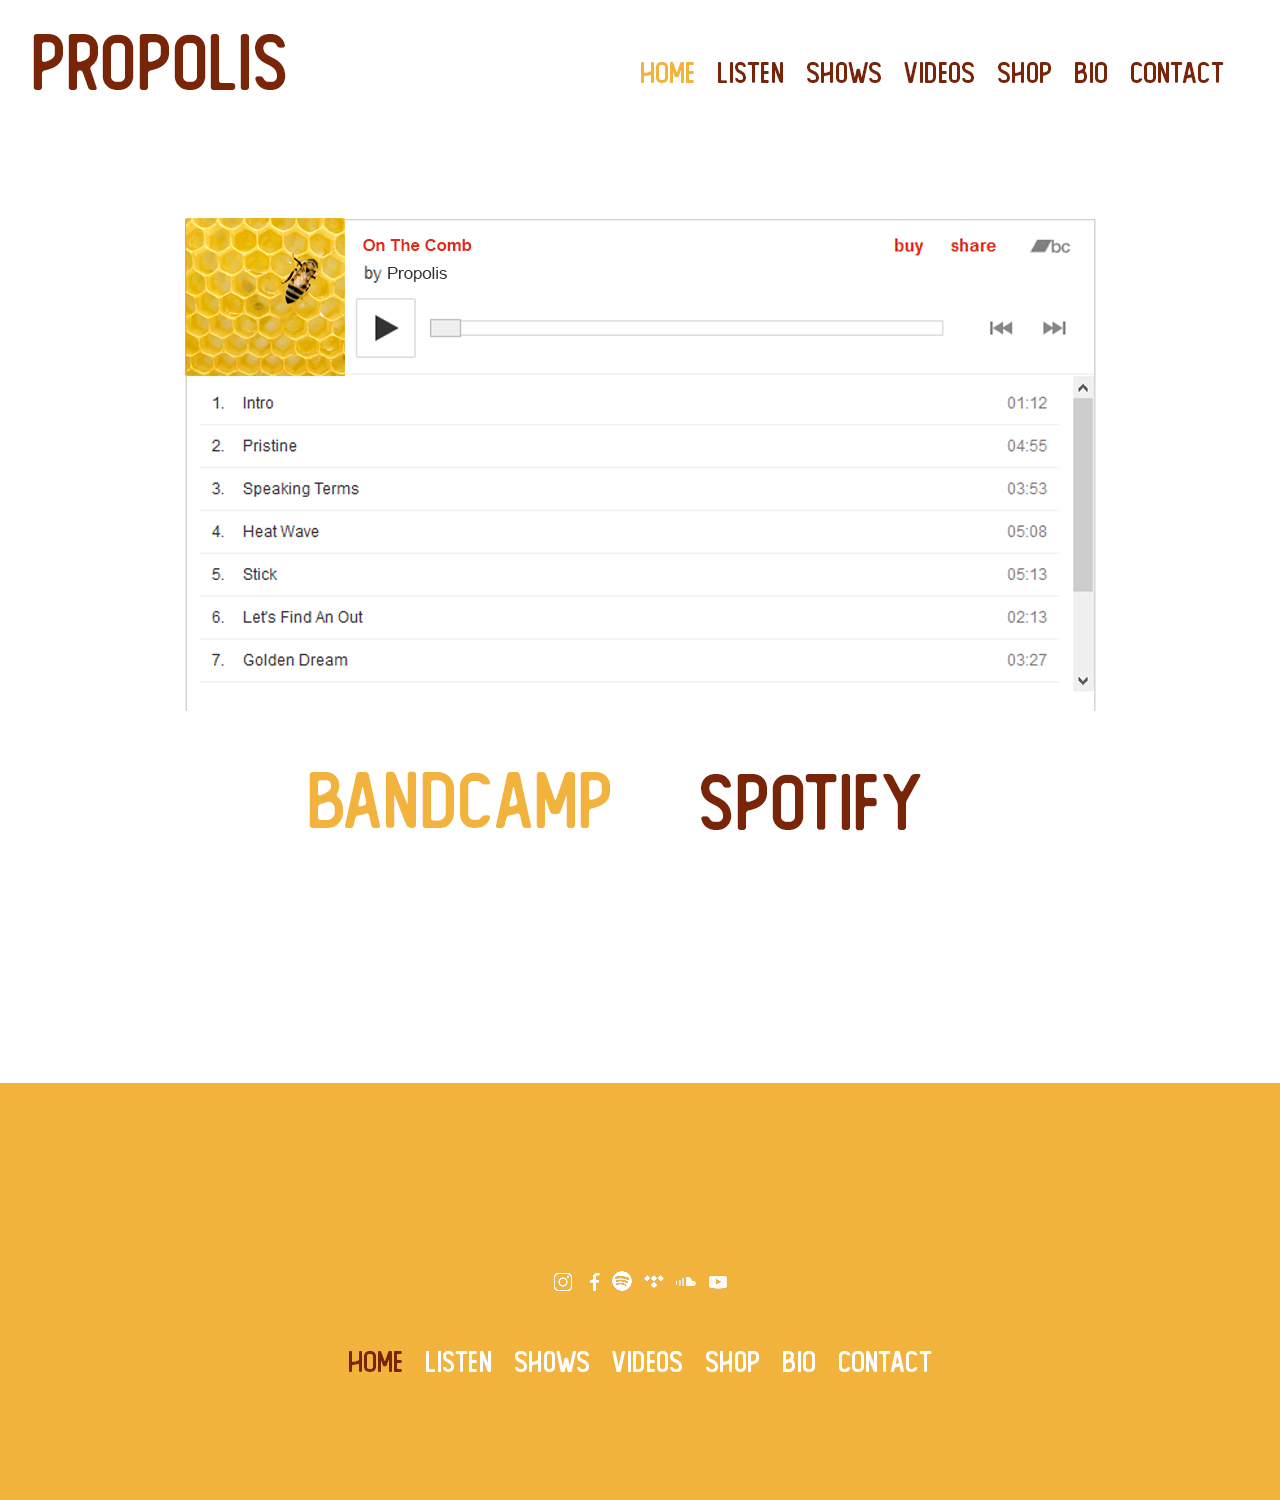 PROPOLIS
HOME LISTEN SHOWS VIDEOS SHOP BIO CONTACT
On The Comb buy share bc
by Propolis
1. Intro 01:12
2. Pristine 04:55
3. Speaking Terms 03:53
4. Heat Wave 05:08
5. Stick 05:13
6. Let's Find An Out 02:13
7. Golden Dream 03:27
BANDCAMP SPOTIFY
HOME LISTEN SHOWS VIDEOS SHOP BIO CONTACT